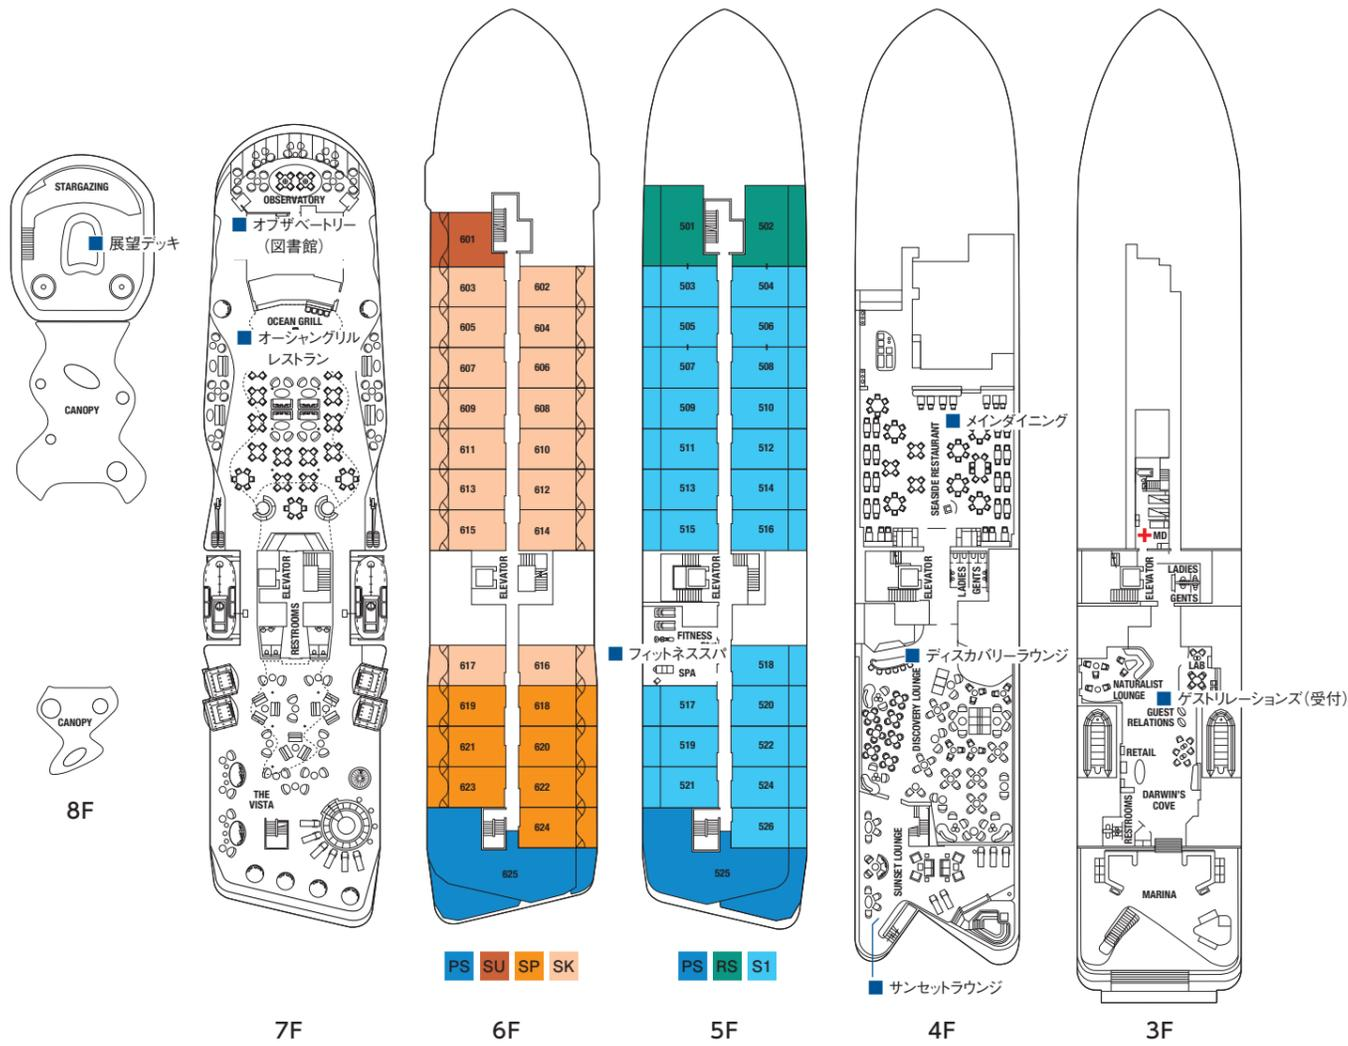 STARGAZING
展望デッキ
CANOPY
CANOPY
8F
OBSERVATORY
オブザベートリー
(図書館)
OCEAN GRILL
オーシャングリル
レストラン
ELEVATOR
RESTROOMS
THE
VISTA
7F
601
603
602
605
604
607
606
609
608
611
610
613
612
615
614
ELEVATOR
617
616
619
618
621
620
623
622
624
625
PS
SU
SP
SK
6F
501
502
503
504
505
506
507
508
509
510
511
512
513
514
515
516
ELEVATOR
FITNESS
フィットネススパ
SPA
518
517
520
519
522
521
524
526
525
PS
RS
S1
5F
メインダイニング
SEASIDE RESTAURANT
ELEVATOR
LADIES
GENTS
ディスカバリーラウンジ
DISCOVERY LOUNGE
SUNSET LOUNGE
サンセットラウンジ
4F
MD
ELEVATOR
LADIES
GENTS
LAB
NATURALIST
LOUNGE
ゲストリレーションズ(受付)
GUEST
RELATIONS
RETAIL
DARWIN'S
COVE
RESTROOMS
MARINA
3F